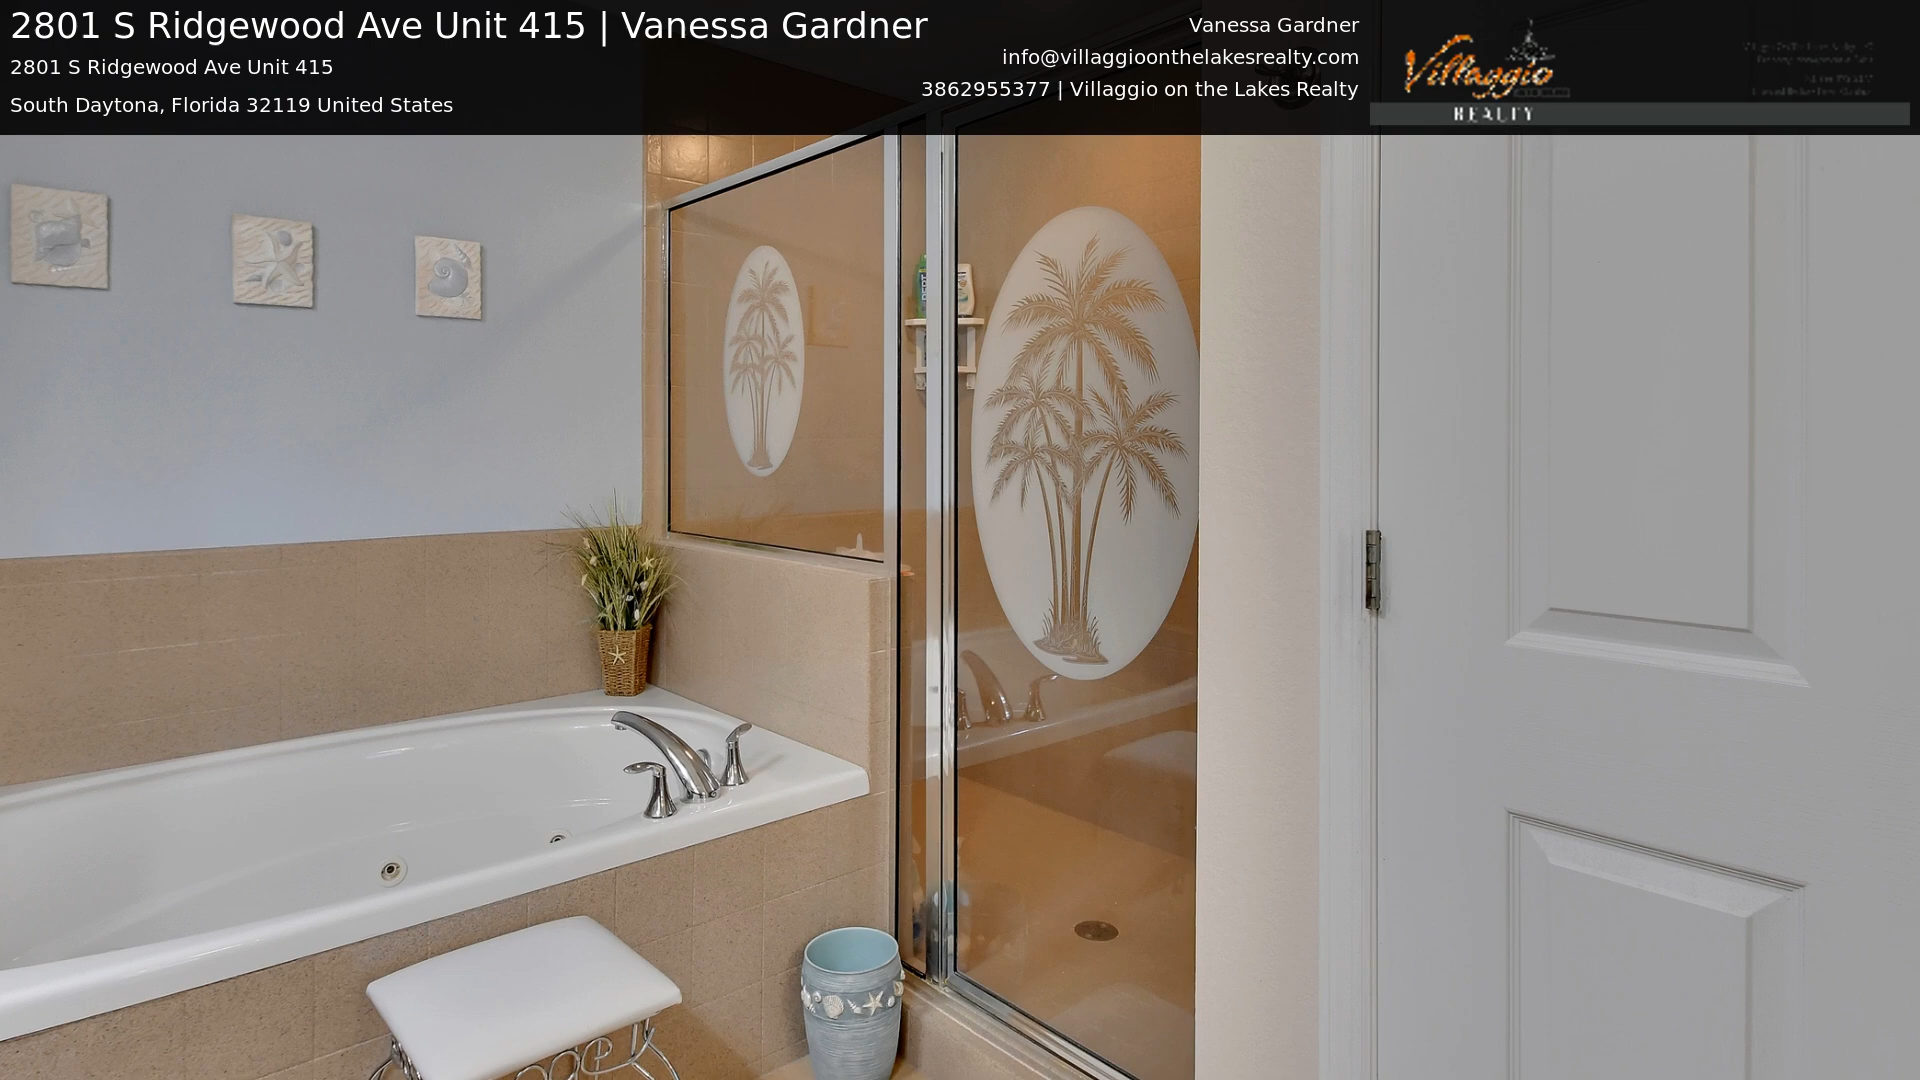 2801 S Ridgewood Ave Unit 415 | Vanessa Gardner
2801 S Ridgewood Ave Unit 415
South Daytona, Florida 32119 United States
Vanessa Gardner
info@villaggioonthelakesrealty.com
3862955377 | Villaggio on the Lakes Realty
Villaggio
REALTY